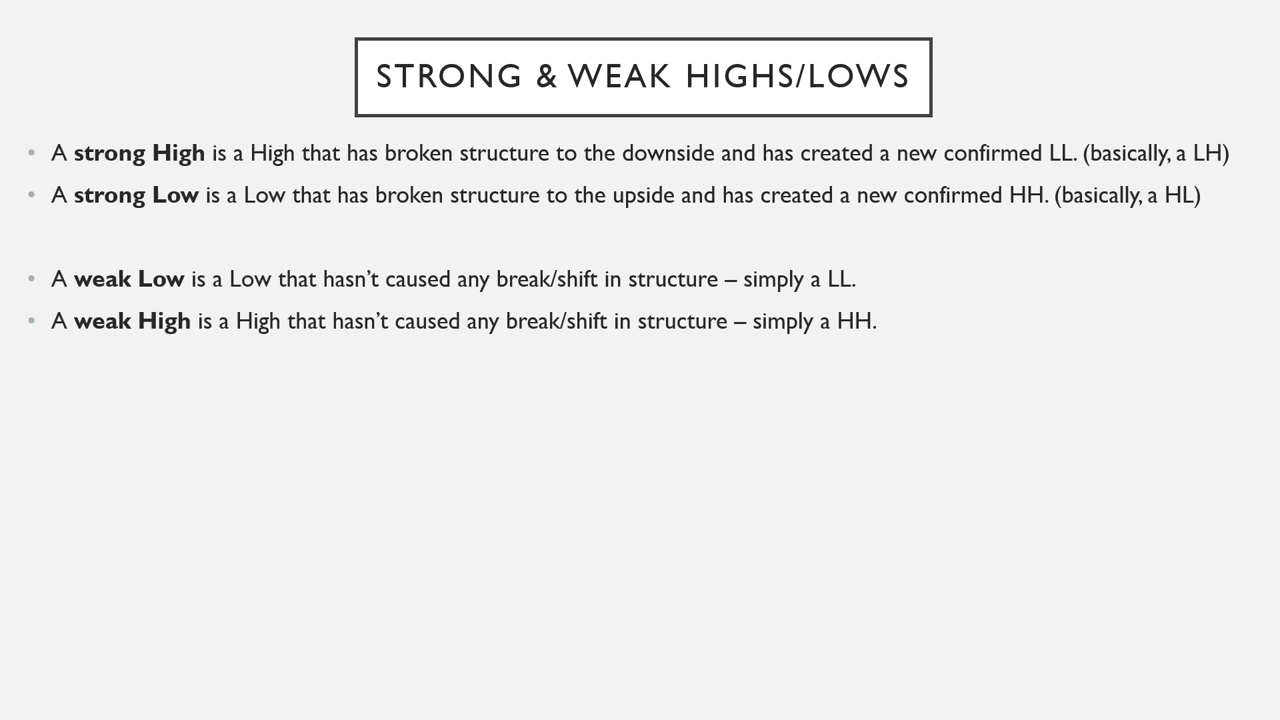 STRONG & WEAK HIGHS/LOWS
• A strong High is a High that has broken structure to the downside and has created a new confirmed LL. (basically, a LH)
• A strong Low is a Low that has broken structure to the upside and has created a new confirmed HH. (basically, a HL)
• A weak Low is a Low that hasn’t caused any break/shift in structure – simply a LL.
• A weak High is a High that hasn’t caused any break/shift in structure – simply a HH.